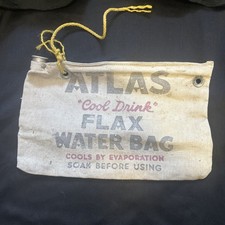 ATLAS
"Cool Drink"
FLAX
WATER BAG
COOLS BY EVAPORATION
SOAK BEFORE USING